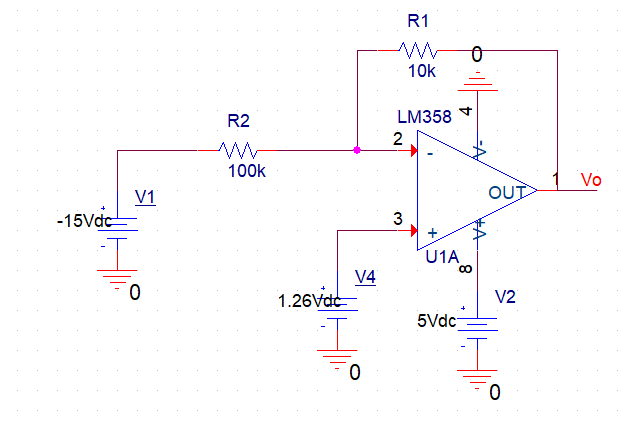 R1
0
10k
LM358
4
R2
2
V-
-
100k
1
Vo
OUT
V1
-15Vdc
3
+
V+
U1A
8
0
V4
1.26Vdc
V2
5Vdc
0
0